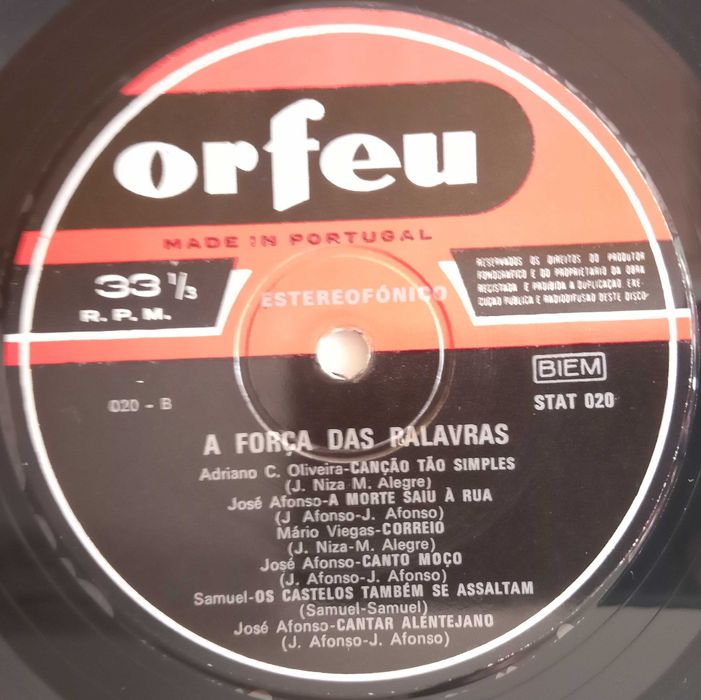 orfeu
MADE IN PORTUGAL
33 1/3
R.P.M.
ESTEREOFÓNICO
RESERVADOS OS DIREITOS DO PRODUTOR
FONOGRÁFICO E DO PROPRIETÁRIO DA OBRA
REGISTADA E PROIBIDA A DUPLICAÇÃO, EXE-
CUÇÃO PÚBLICA E RADIODIFUSÃO DESTE DISCO
BIEM
020 - B
STAT 020
A FORÇA DAS PALAVRAS
Adriano C. Oliveira-CANÇÃO TÃO SIMPLES
(J. Niza M. Alegre)
José Afonso-A MORTE SAIU À RUA
(J Afonso-J. Afonso)
Mário Viegas-CORREIO
(J. Niza-M. Alegre)
José Afonso-CANTO MOÇO
(J. Afonso-J. Afonso)
Samuel-OS CASTELOS TAMBÉM SE ASSALTAM
(Samuel-Samuel)
José Afonso-CANTAR ALENTEJANO
(J. Afonso-J. Afonso)